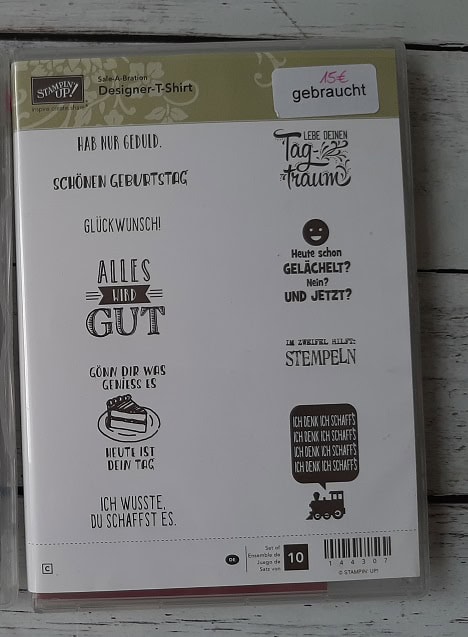 STAMPIN' UP!
inspire.create.share
Sale-A-Bration
Designer-T-Shirt
15€
gebraucht
HAB NUR GEDULD.
SCHÖNEN GEBURTSTAG
GLÜCKWUNSCH!
ALLES
WIRD
GUT
GÖNN DIR WAS
GENIESS ES
HEUTE IST
DEIN TAG
ICH WUSSTE,
DU SCHAFFST ES.
LEBE DEINEN
Tag-
traum
Heute schon
GELÄCHELT?
Nein?
UND JETZT?
IM ZWEIFEL HILFT:
STEMPELN
ICH DENK ICH SCHAFF'S
ICH DENK ICH SCHAFF'S
ICH DENK ICH SCHAFF'S
ICH DENK ICH SCHAFF'S
C
DE
Set of
Ensemble de
Juego de
Satz von
10
144307
© STAMPIN' UP!